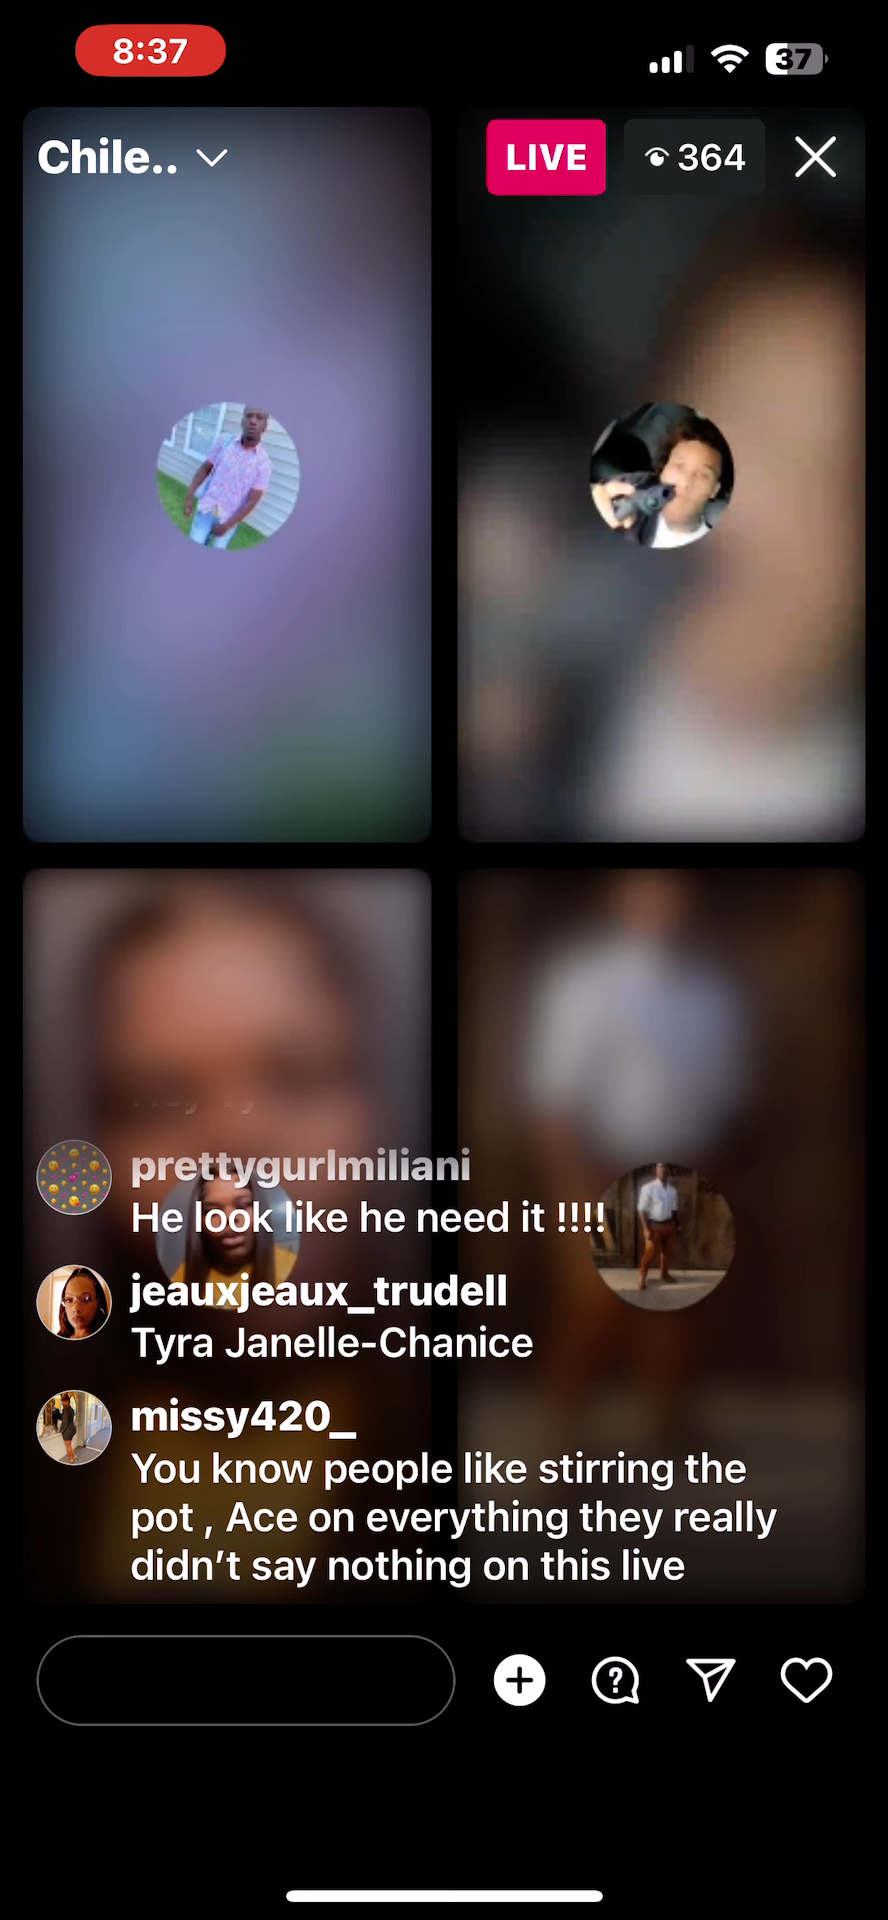 8:37
37
Chile..
LIVE
364
prettygurlmiliani
He look like he need it !!!!
jeauxjeaux_trudell
Tyra Janelle-Chanice
missy420_
You know people like stirring the
pot , Ace on everything they really
didn’t say nothing on this live